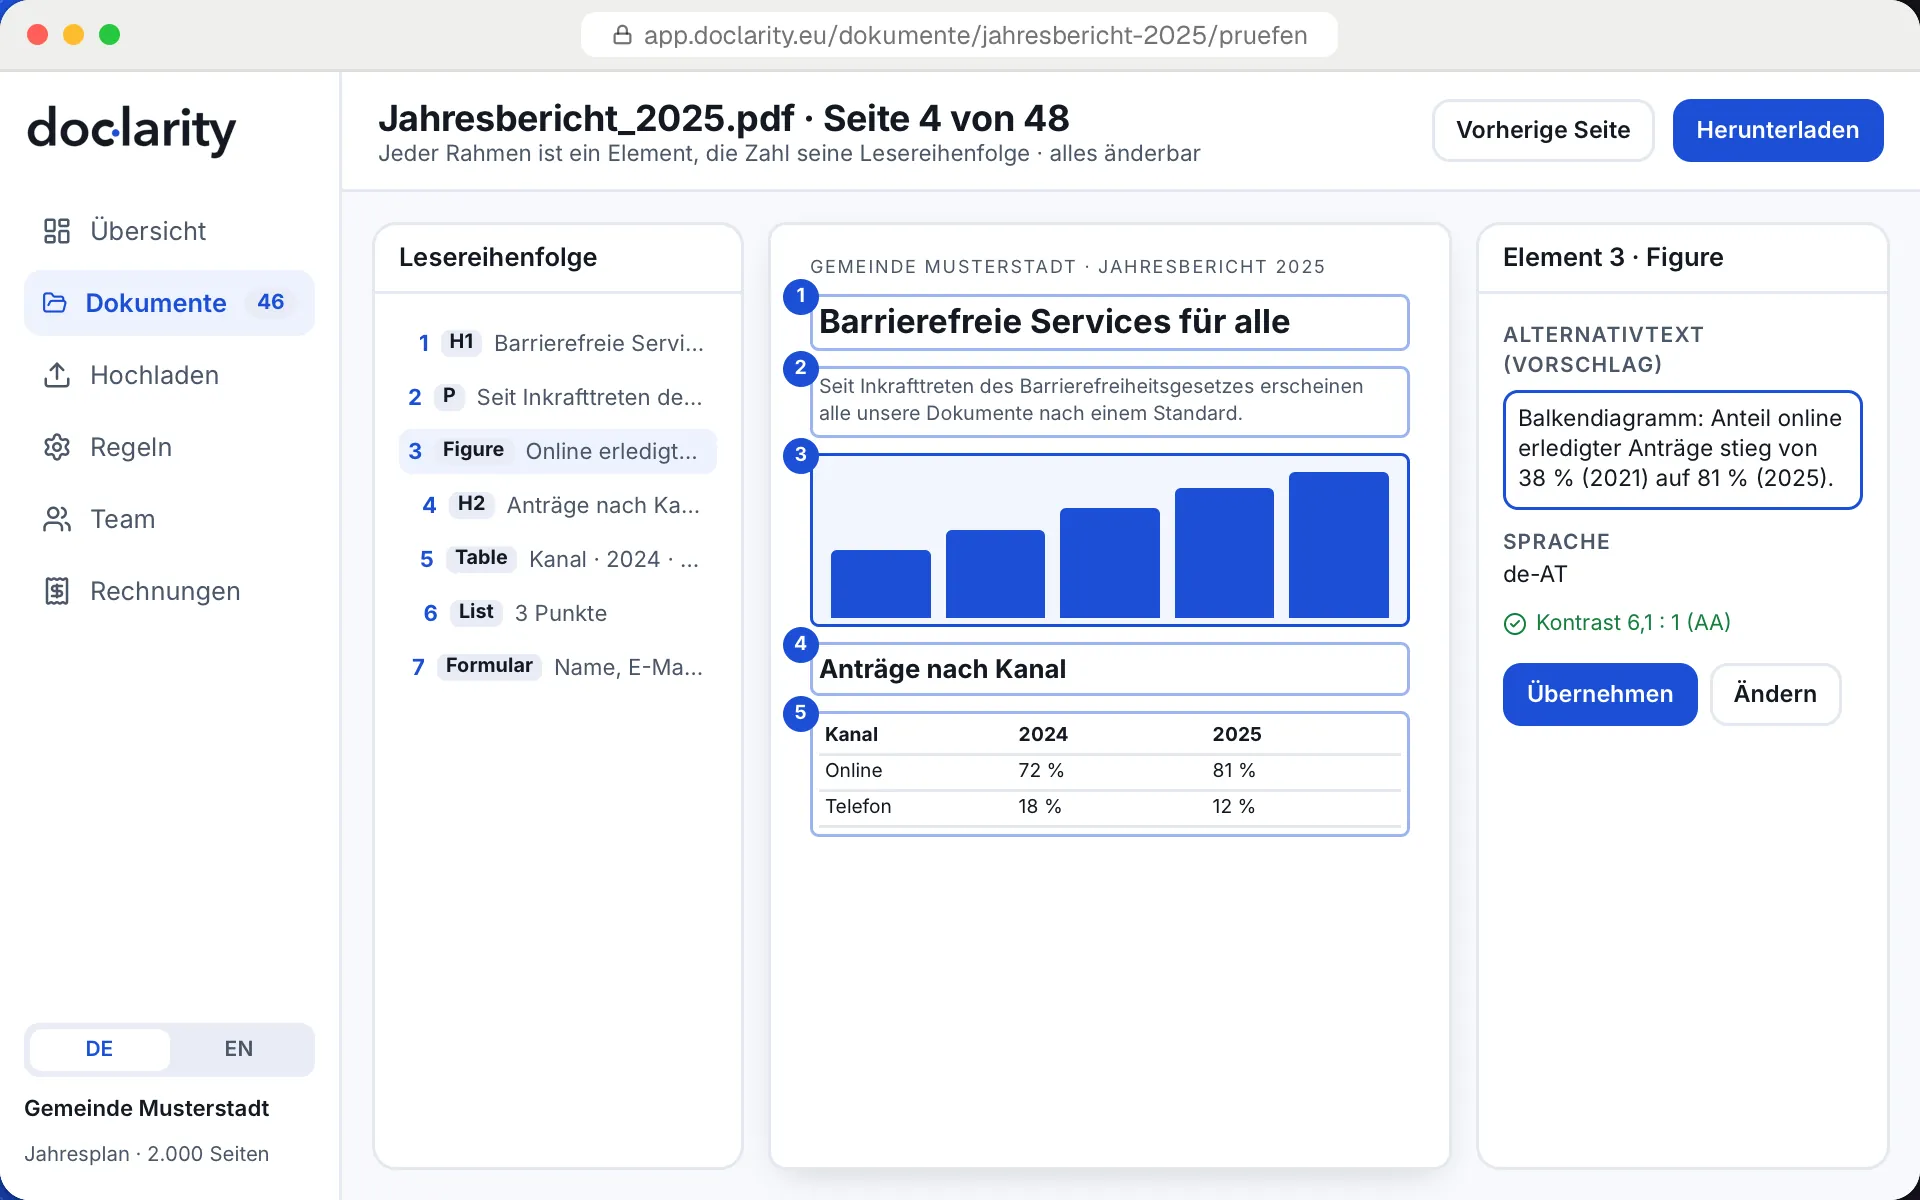 app.doclarity.eu/dokumente/jahresbericht-2025/pruefen
doc·larity
Übersicht
Dokumente 46
Hochladen
Regeln
Team
Rechnungen
DE EN
Gemeinde Musterstadt
Jahresplan · 2.000 Seiten
Jahresbericht_2025.pdf · Seite 4 von 48
Jeder Rahmen ist ein Element, die Zahl seine Lesereihenfolge · alles änderbar
Vorherige Seite
Herunterladen
Lesereihenfolge
1 H1 Barrierefreie Servi...
2 P Seit Inkrafttreten de...
3 Figure Online erledigt...
4 H2 Anträge nach Ka...
5 Table Kanal · 2024 · ...
6 List 3 Punkte
7 Formular Name, E-Ma...
GEMEINDE MUSTERSTADT · JAHRESBERICHT 2025
1
Barrierefreie Services für alle
2
Seit Inkrafttreten des Barrierefreiheitsgesetzes erscheinen
alle unsere Dokumente nach einem Standard.
3
4
Anträge nach Kanal
5
Kanal 2024 2025
Online 72 % 81 %
Telefon 18 % 12 %
Element 3 · Figure
ALTERNATIVTEXT
(VORSCHLAG)
Balkendiagramm: Anteil online
erledigter Anträge stieg von
38 % (2021) auf 81 % (2025).
SPRACHE
de-AT
Kontrast 6,1 : 1 (AA)
Übernehmen
Ändern